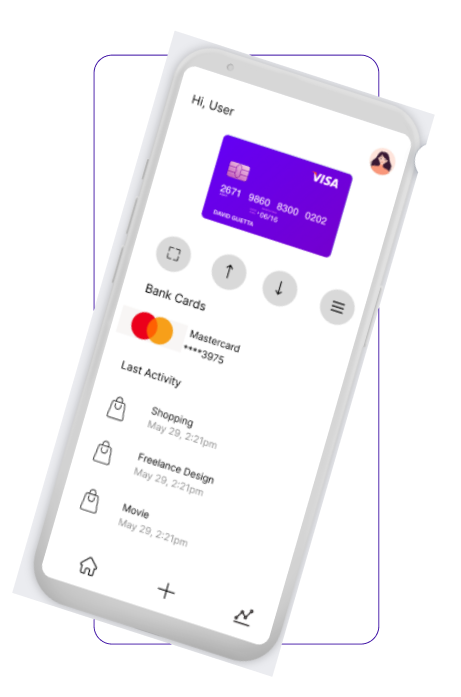 Hi, User
VISA
2671 9860 8300 0202
06/16
DAVID GUETTA
Bank Cards
Mastercard
****3975
Last Activity
Shopping
May 29, 2:21pm
Freelance Design
May 29, 2:21pm
Movie
May 29, 2:21pm